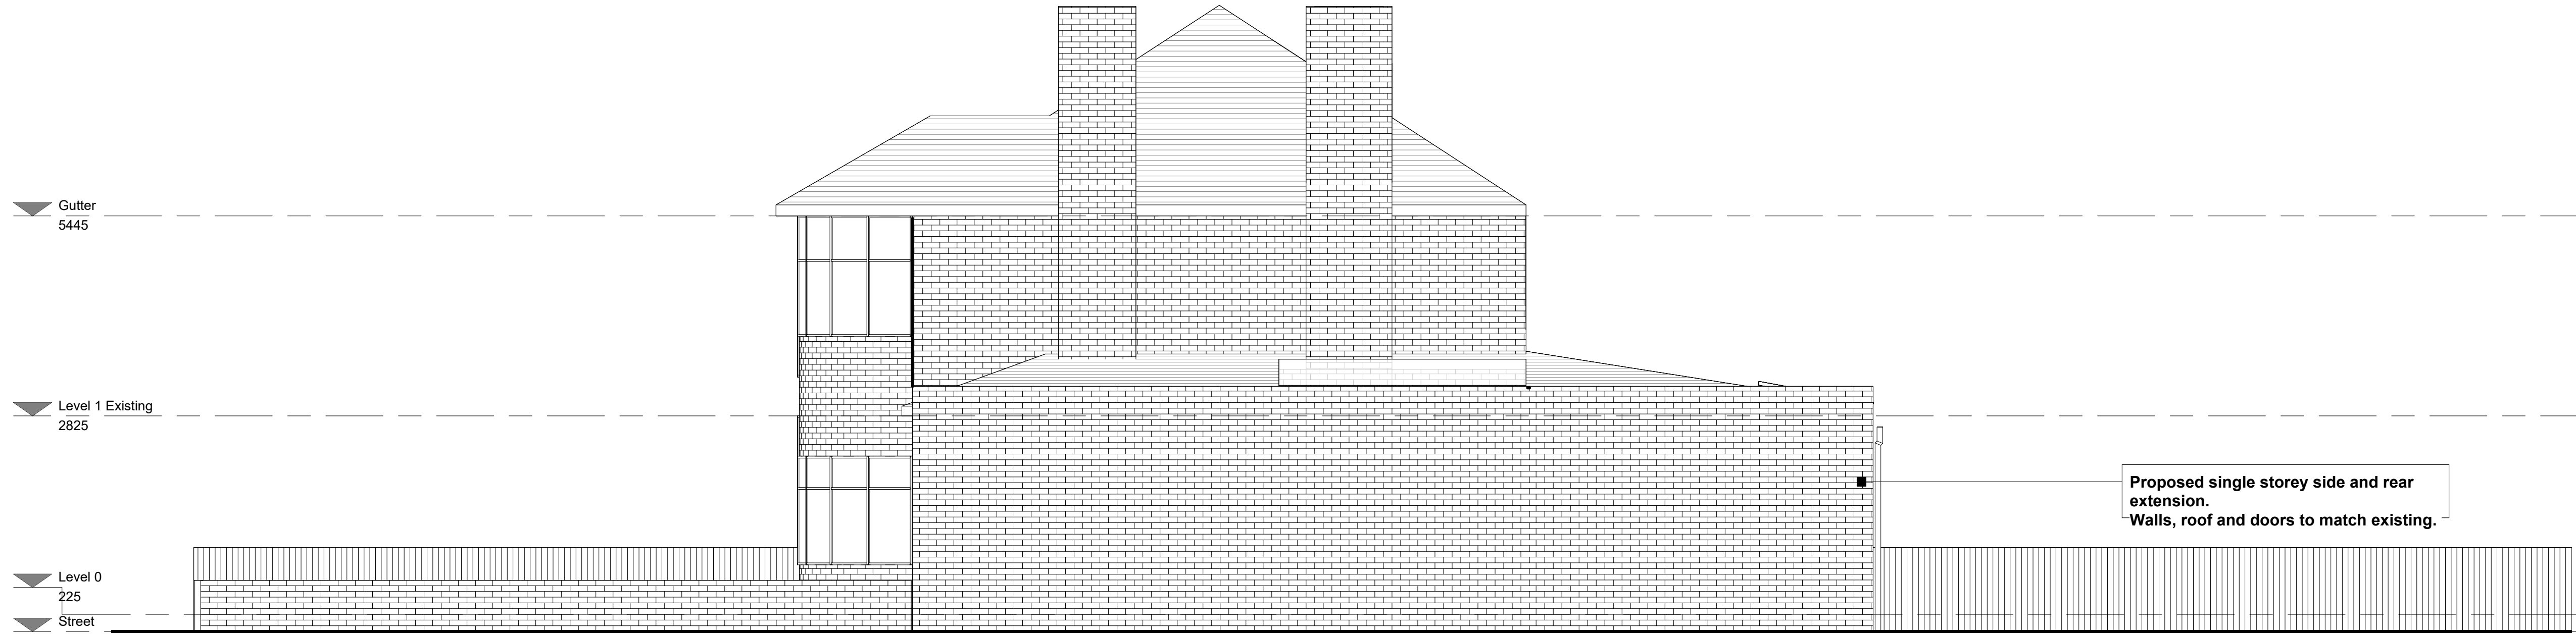 Gutter
5445
Level 1 Existing
2825
Proposed single storey side and rear
extension.
Walls, roof and doors to match existing.
Level 0
225
Street